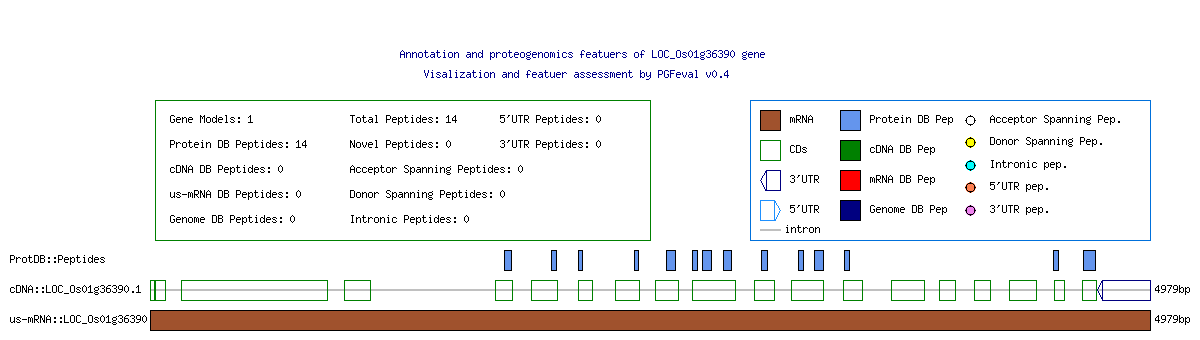 Annotation and proteogenomics featuers of LOC_Os01g36390 gene
Visalization and featuer assessment by PGFeval v0.4
Gene Models: 1
Total Peptides: 14
5'UTR Peptides: 0
Protein DB Peptides: 14
Novel Peptides: 0
3'UTR Peptides: 0
cDNA DB Peptides: 0
Acceptor Spanning Peptides: 0
us-mRNA DB Peptides: 0
Donor Spanning Peptides: 0
Genome DB Peptides: 0
Intronic Peptides: 0
mRNA
Protein DB Pep
Acceptor Spanning Pep.
CDs
cDNA DB Pep
Donor Spanning Pep.
3'UTR
mRNA DB Pep
Intronic pep.
5'UTR
Genome DB Pep
5'UTR pep.
3'UTR pep.
intron
ProtDB::Peptides
cDNA::LOC_Os01g36390.1
4979bp
us-mRNA::LOC_Os01g36390
4979bp